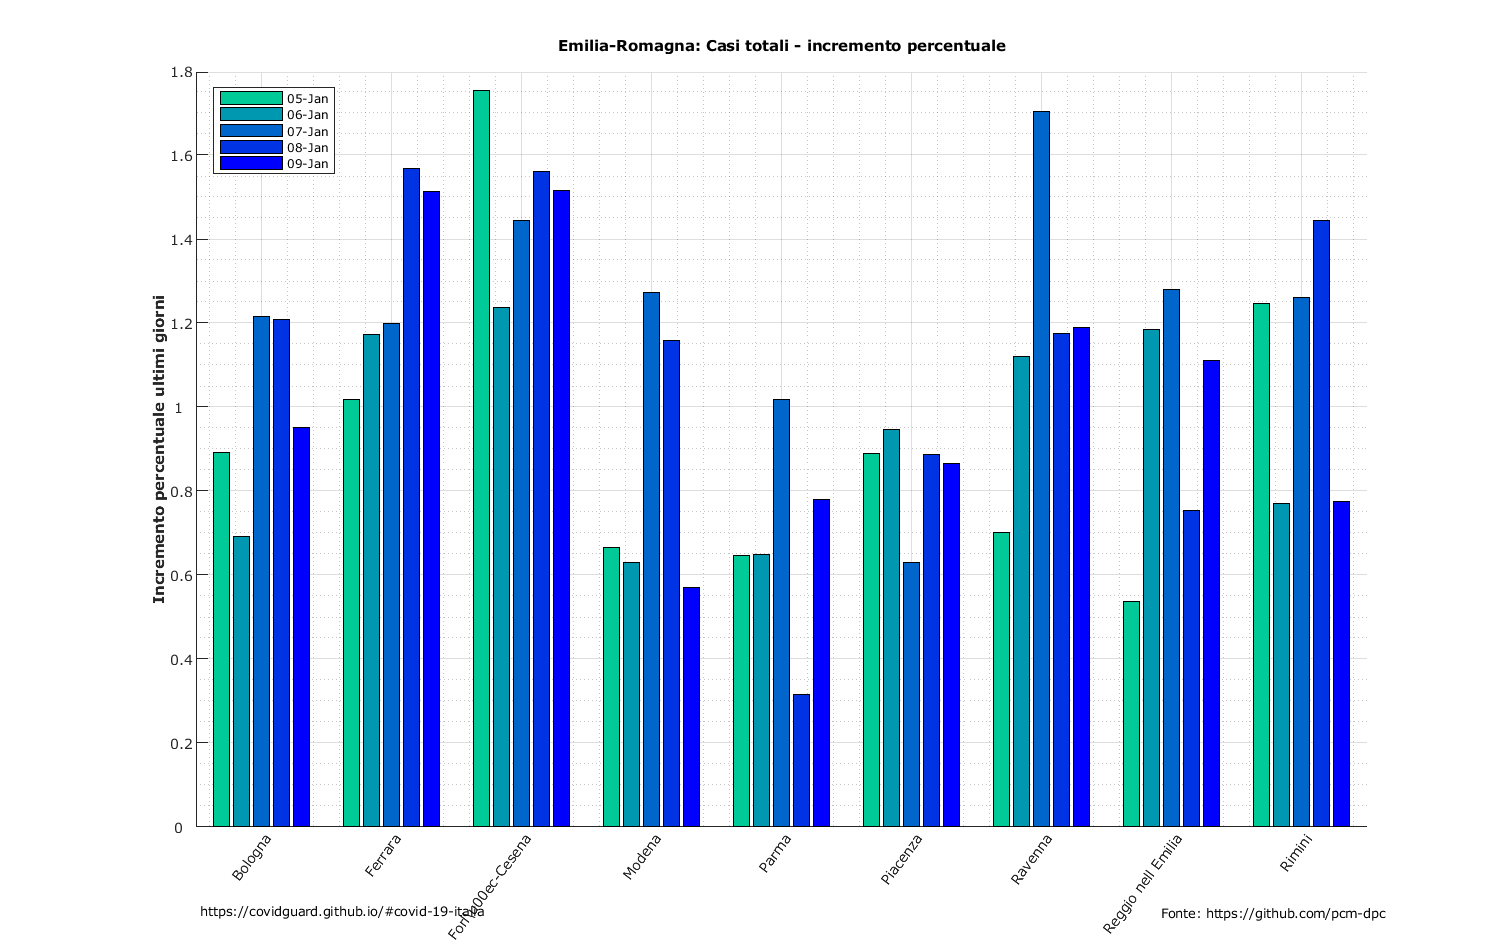 Emilia-Romagna: Casi totali - incremento percentuale
05-Jan
06-Jan
07-Jan
08-Jan
09-Jan
Incremento percentuale ultimi giorni
1.8
1.6
1.4
1.2
1
0.8
0.6
0.4
0.2
0
Bologna
Ferrara
Modena
Parma
Piacenza
Ravenna
Reggio nell Emilia
Rimini
https://covidguard.github.io/#covid-19-italia
Fonte: https://github.com/pcm-dpc